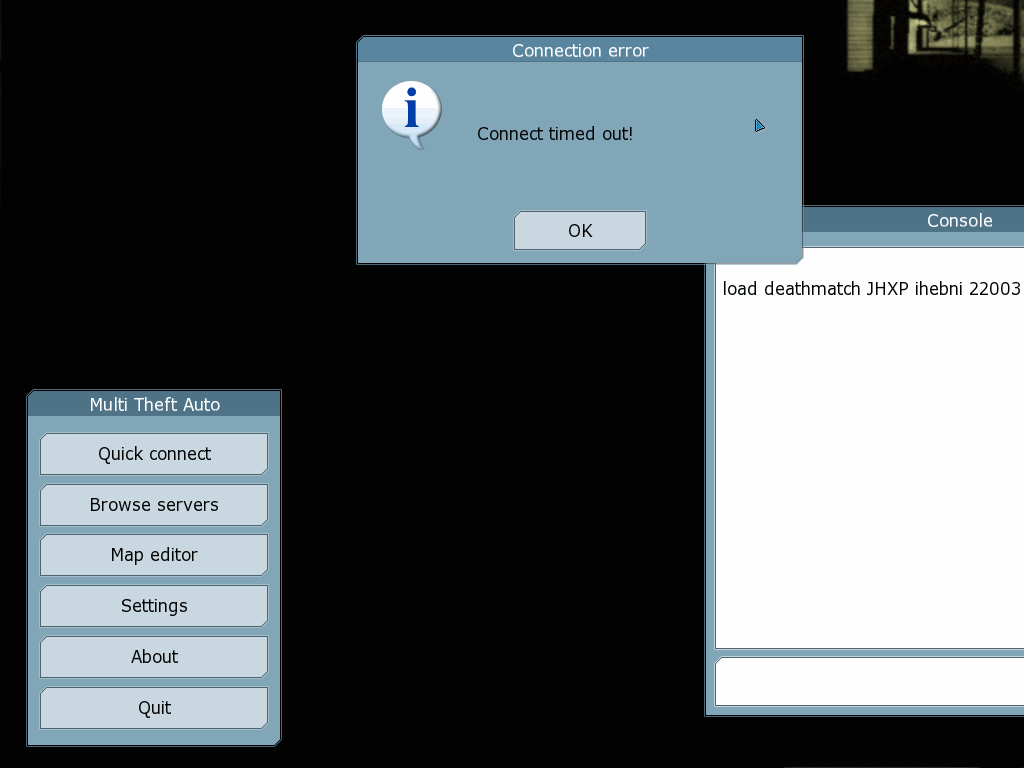 Connection error
Connect timed out!
OK
Console
load deathmatch JHXP ihebni 22003
Multi Theft Auto
Quick connect
Browse servers
Map editor
Settings
About
Quit